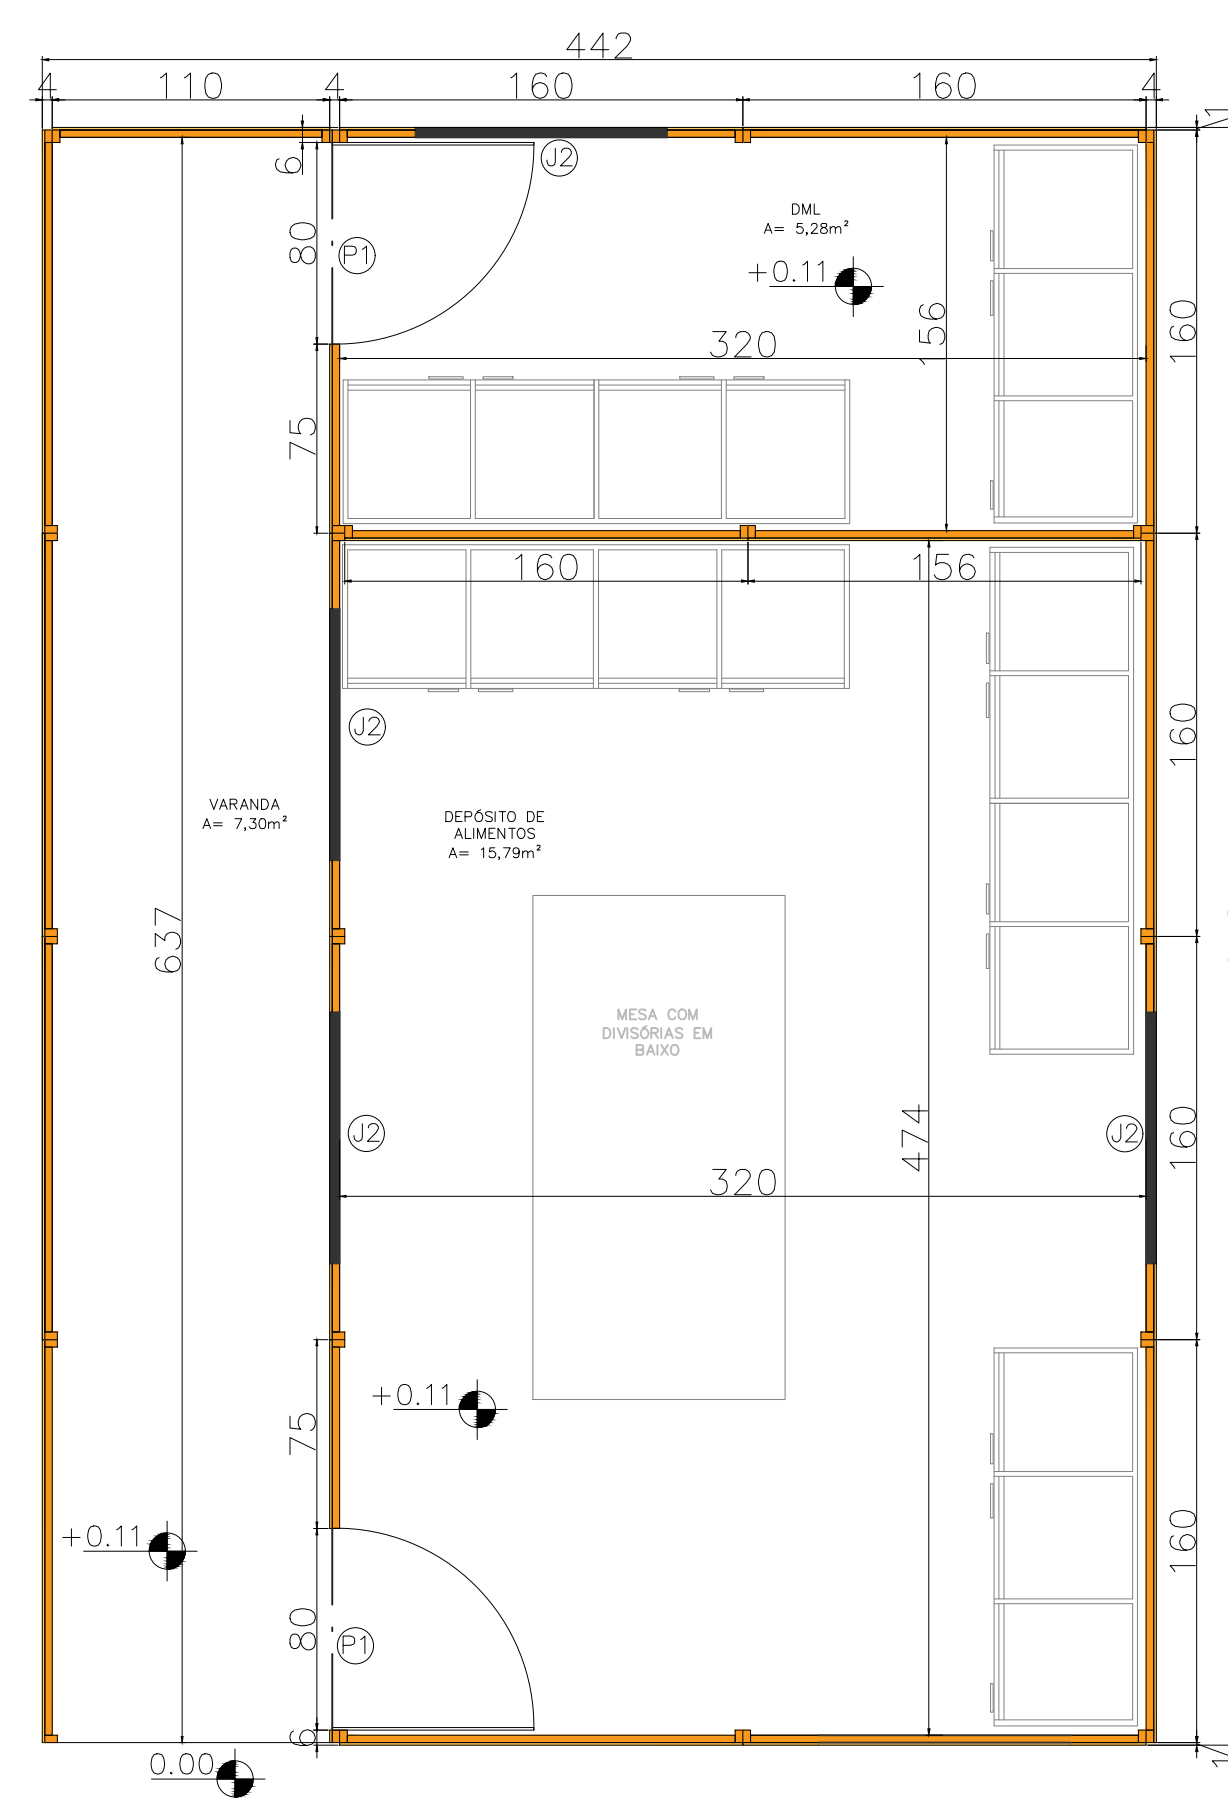 442
4 110 4 160 160 4
1
6
J2
80
P1
DML
A= 5,28m²
+0.11
320
156
160
75
160 156
J2
160
VARANDA
A= 7,30m²
DEPÓSITO DE
ALIMENTOS
A= 15,79m²
637
MESA COM
DIVISÓRIAS EM
BAIXO
J2
474
J2
160
320
+0.11
75
+0.11
160
80
P1
6
0.00
1